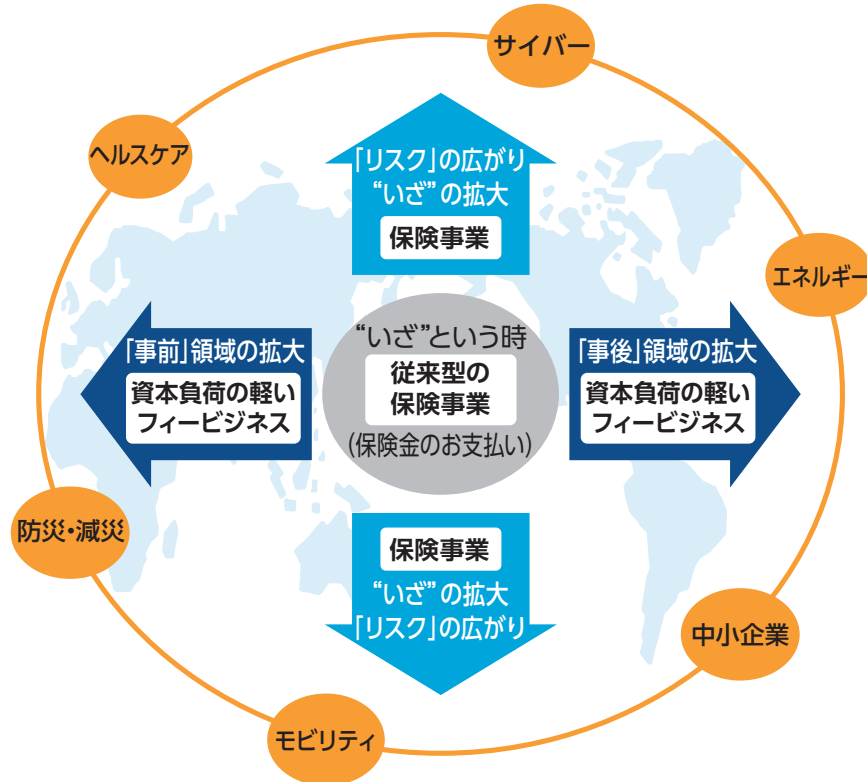 サイバー
ヘルスケア
「リスク」の広がり
“いざ”の拡大
保険事業
エネルギー
「事前」領域の拡大
資本負荷の軽い
フィービジネス
“いざ”という時
従来型の
保険事業
(保険金のお支払い)
「事後」領域の拡大
資本負荷の軽い
フィービジネス
防災・減災
保険事業
“いざ”の拡大
「リスク」の広がり
中小企業
モビリティ